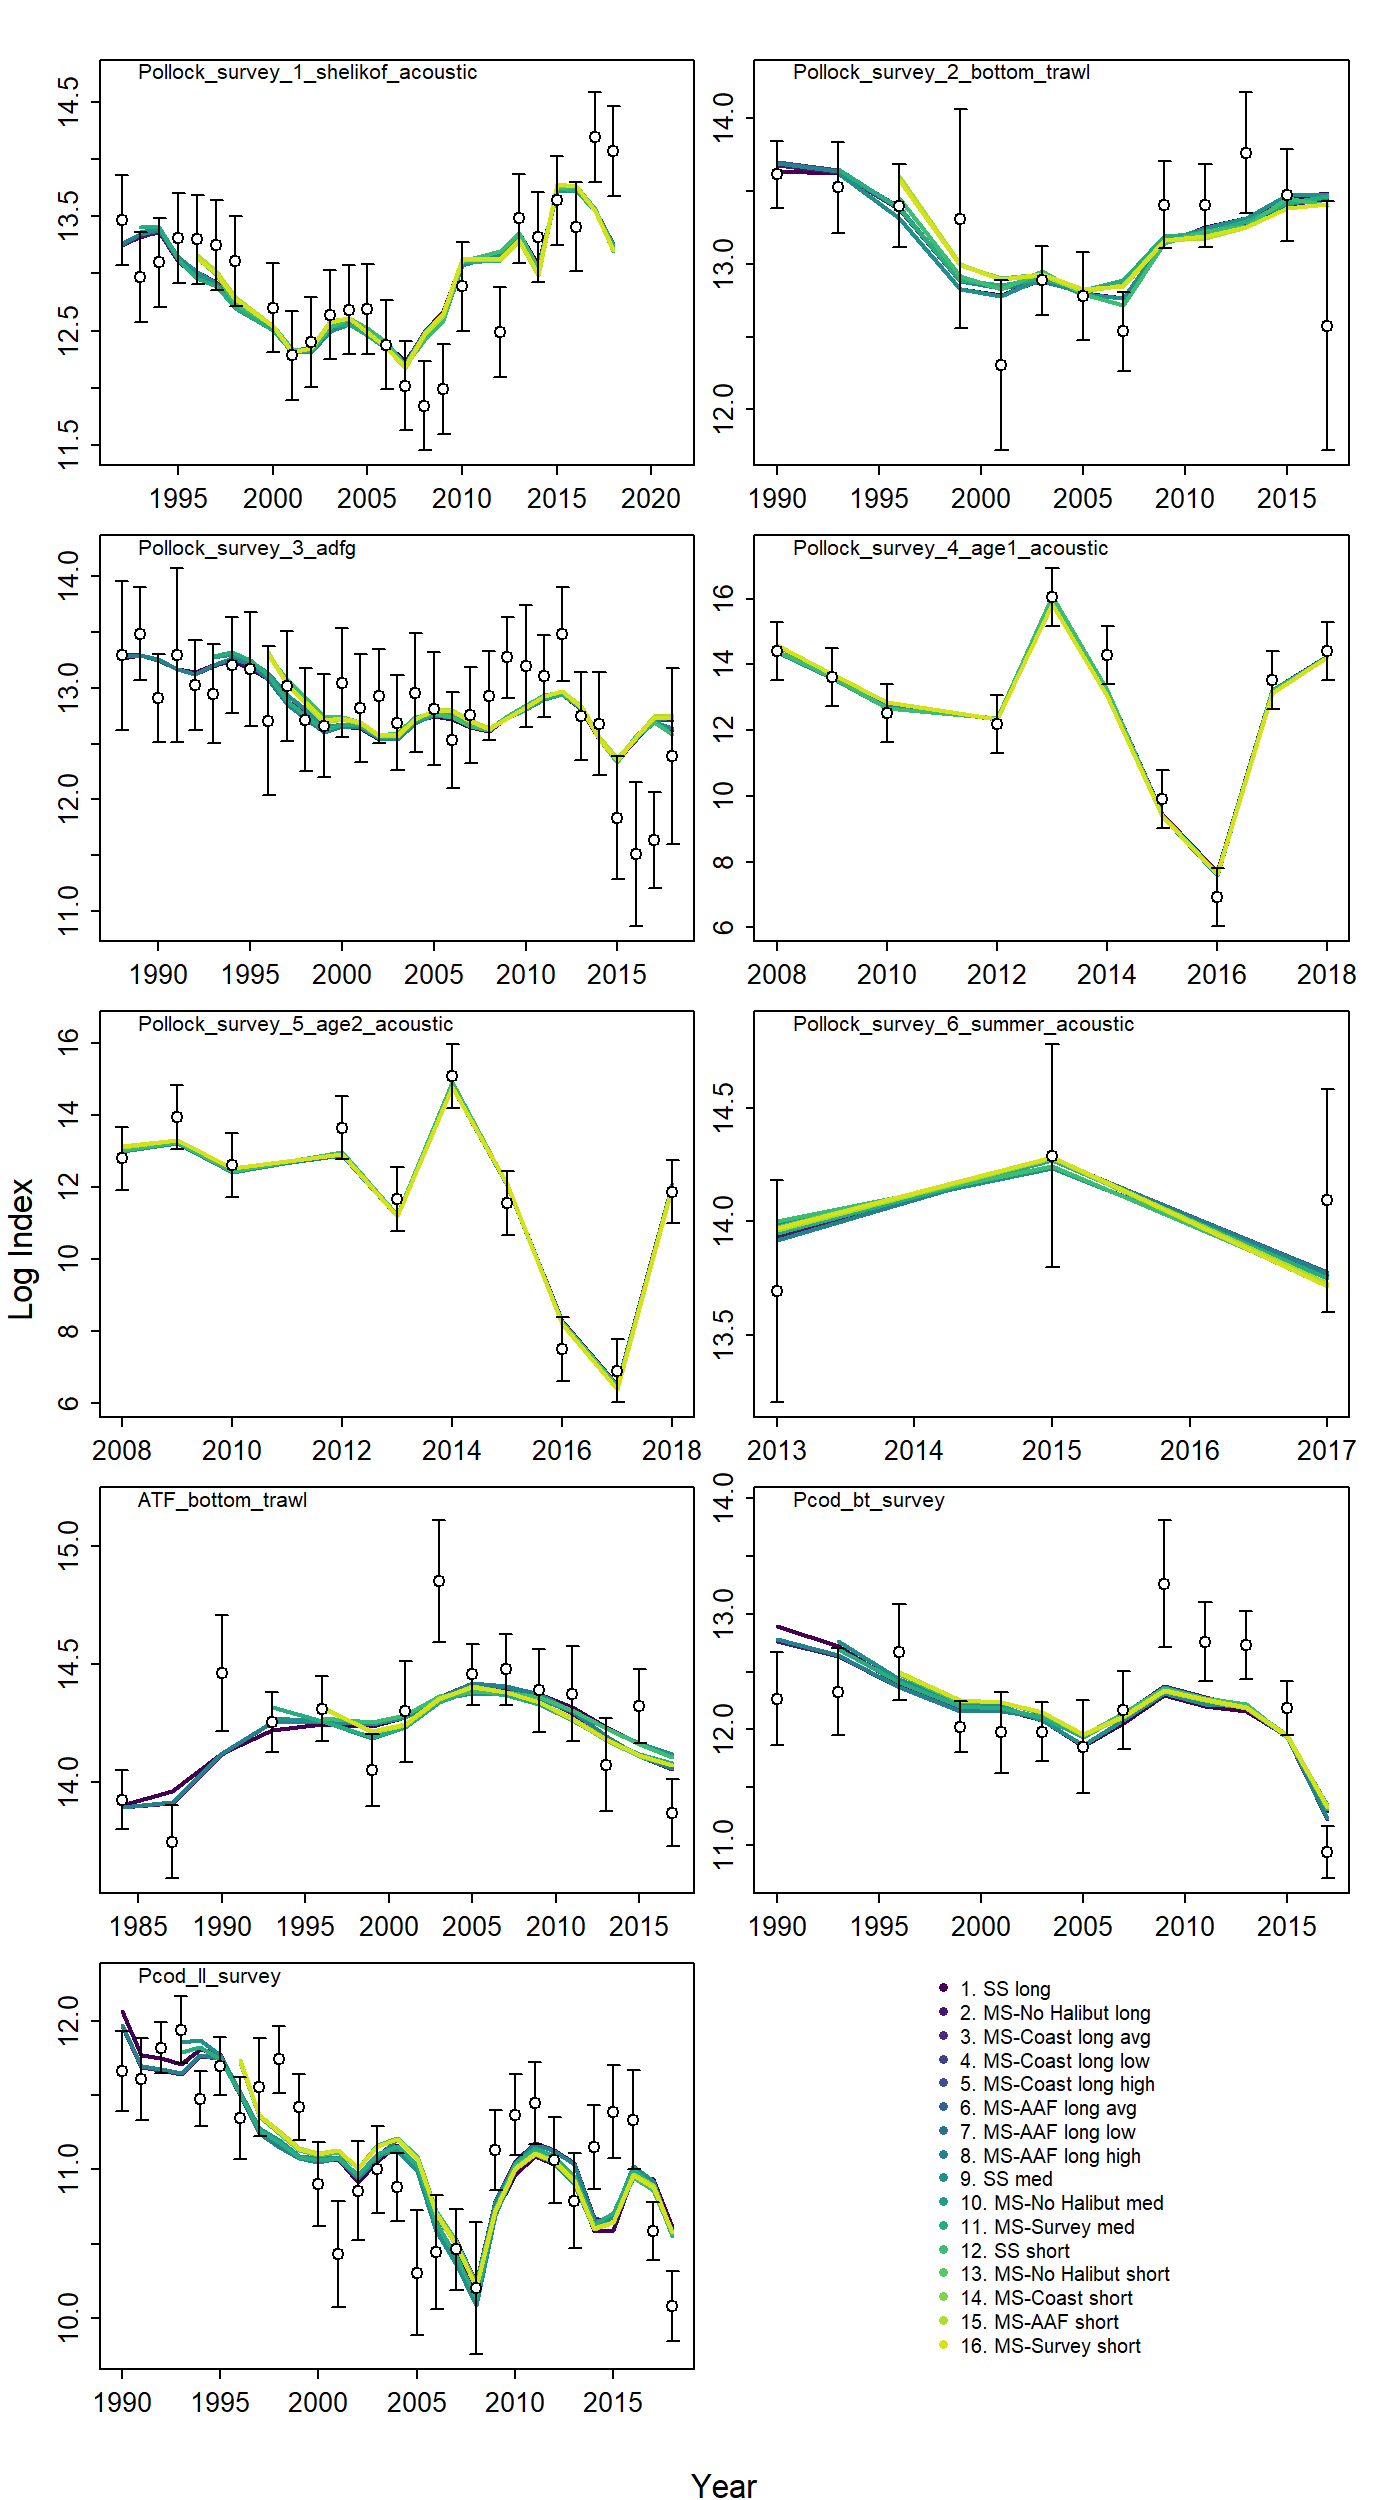 Pollock_survey_1_shelikof_acoustic
14.5
13.5
12.5
11.5
1995 2000 2005 2010 2015 2020
Pollock_survey_2_bottom_trawl
14.0
13.0
12.0
1990 1995 2000 2005 2010 2015
Pollock_survey_3_adfg
14.0
13.0
12.0
11.0
1990 1995 2000 2005 2010 2015
Pollock_survey_4_age1_acoustic
16
14
12
10
8
6
2008 2010 2012 2014 2016 2018
Pollock_survey_5_age2_acoustic
16
14
12
10
8
6
2008 2010 2012 2014 2016 2018
Pollock_survey_6_summer_acoustic
14.5
14.0
13.5
2013 2014 2015 2016 2017
Log Index
ATF_bottom_trawl
15.0
14.5
14.0
1985 1990 1995 2000 2005 2010 2015
Pcod_bt_survey
14.0
13.0
12.0
11.0
1990 1995 2000 2005 2010 2015
Pcod_ll_survey
12.0
11.0
10.0
1990 1995 2000 2005 2010 2015
1. SS long
2. MS-No Halibut long
3. MS-Coast long avg
4. MS-Coast long low
5. MS-Coast long high
6. MS-AAF long avg
7. MS-AAF long low
8. MS-AAF long high
9. SS med
10. MS-No Halibut med
11. MS-Survey med
12. SS short
13. MS-No Halibut short
14. MS-Coast short
15. MS-AAF short
16. MS-Survey short
Year